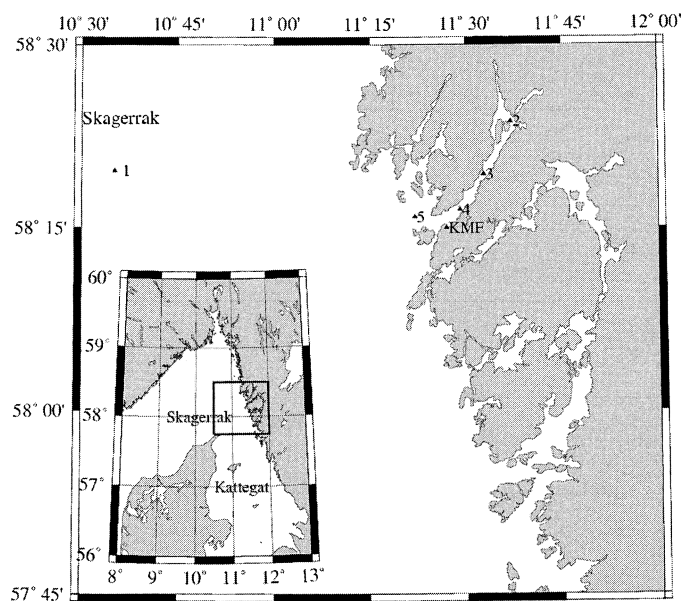 10° 30' 10° 45' 11° 00' 11° 15' 11° 30' 11° 45' 12° 00'
58° 30'
Skagerrak
2
1
3
5
4
58° 15'
KMF
60°
59°
58° 00'
58°
Skagerrak
57°
Kattegat
56°
8° 9° 10° 11° 12° 13°
57° 45'